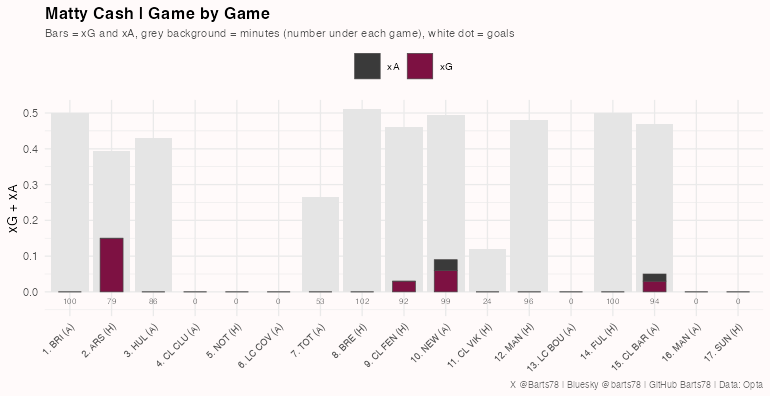 Matty Cash | Game by Game
Bars = xG and xA, grey background = minutes (number under each game), white dot = goals
xA xG
xG + xA
0.5
0.4
0.3
0.2
0.1
0.0
100 79 86 0 0 0 53 102 92 99 24 96 0 100 94 0 0
1. BRI (A)
2. ARS (H)
3. HUL (A)
4. CL CLU (A)
5. NOT (H)
6. LC COV (A)
7. TOT (A)
8. BRE (H)
9. CL FEN (H)
10. NEW (A)
11. CL VIK (H)
12. MAN (H)
13. LC BOU (A)
14. FUL (H)
15. CL BAR (A)
16. MAN (A)
17. SUN (H)
X @Barts78 | Bluesky @barts78 | GitHub Barts78 | Data: Opta